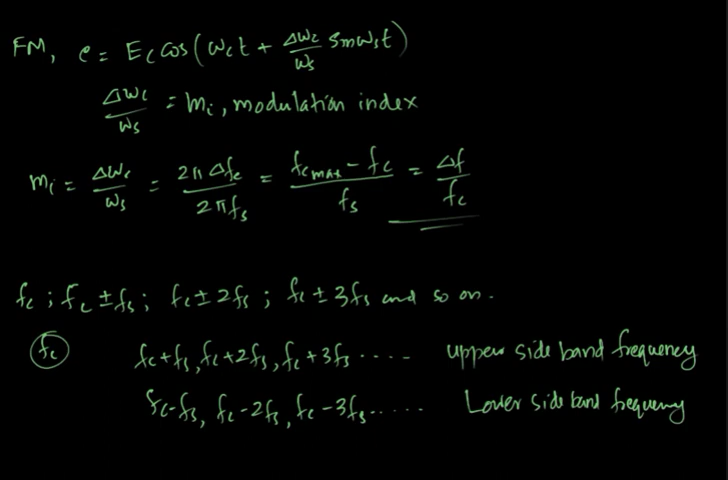 FM, e = E_c cos(ω_c t + Δω_c/ω_s sin ω_s t)
Δω_c/ω_s = m_i, modulation index
m_i = Δω_c/ω_s = 2π Δf_c/2π f_s = f_c max − f_c/f_s = Δf/f_c
f_c ; f_c ± f_s ; f_c ± 2f_s ; f_c ± 3f_s and so on.
f_c f_c+f_s, f_c+2f_s, f_c+3f_s ..... upper side band frequency
f_c-f_s, f_c-2f_s, f_c-3f_s...... Lower side band frequency